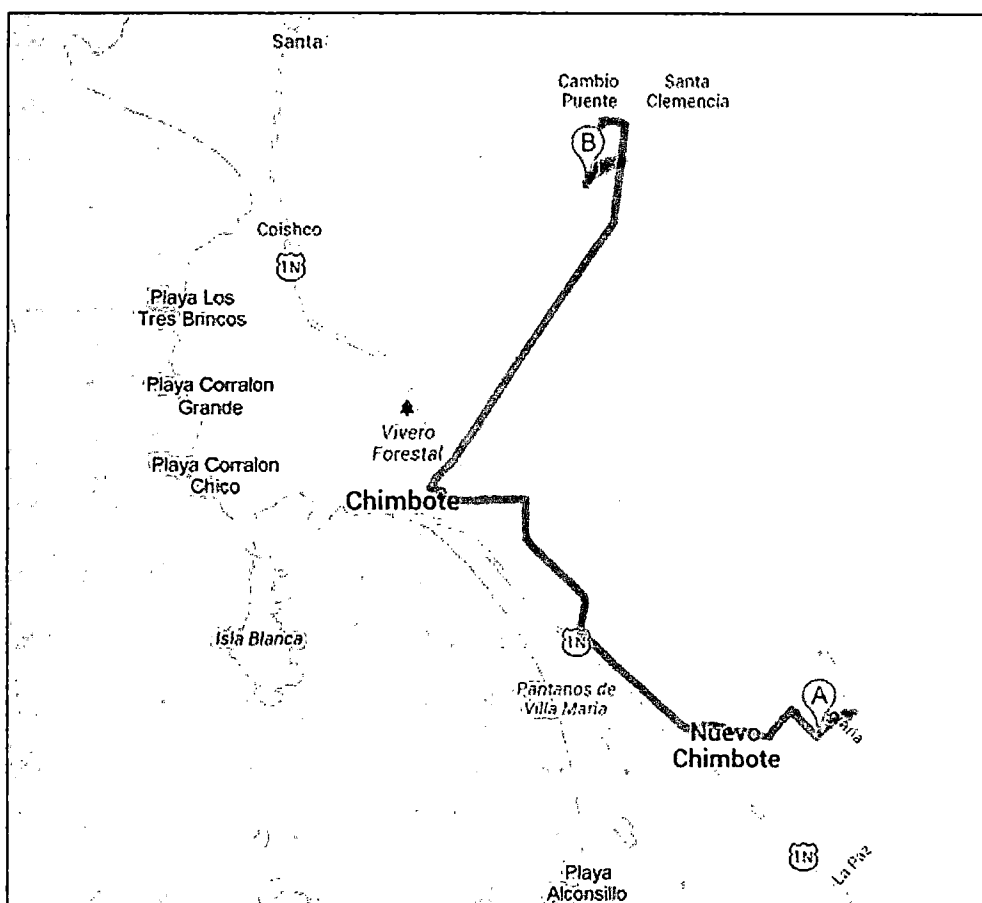 Santa
Cambio
Puente
Santa
Clemencia
B
Coishco
1N
Playa Los
Tres Brincos
Playa Corralon
Grande
Vivero
Forestal
Playa Corralon
Chico
Chimbote
Isla Blanca
1N
Pantanos de
Villa Maria
A
Nuevo
Chimbote
1N
La Paz
Playa
Alconsillo